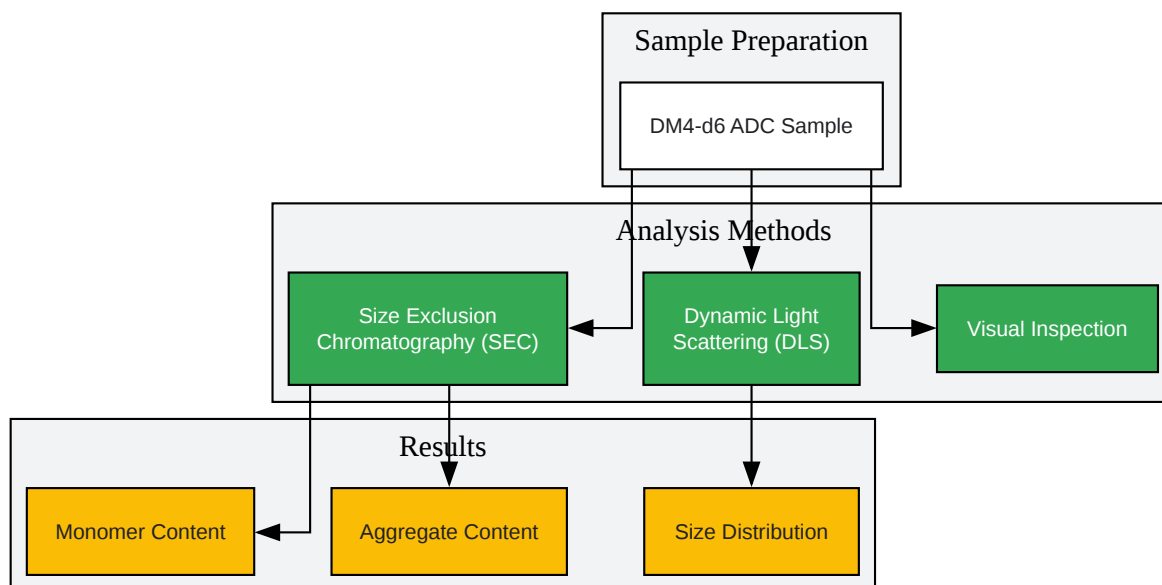 Sample Preparation
DM4-d6 ADC Sample
Analysis Methods
Size Exclusion
Chromatography (SEC)
Dynamic Light
Scattering (DLS)
Visual Inspection
Results
Monomer Content
Aggregate Content
Size Distribution